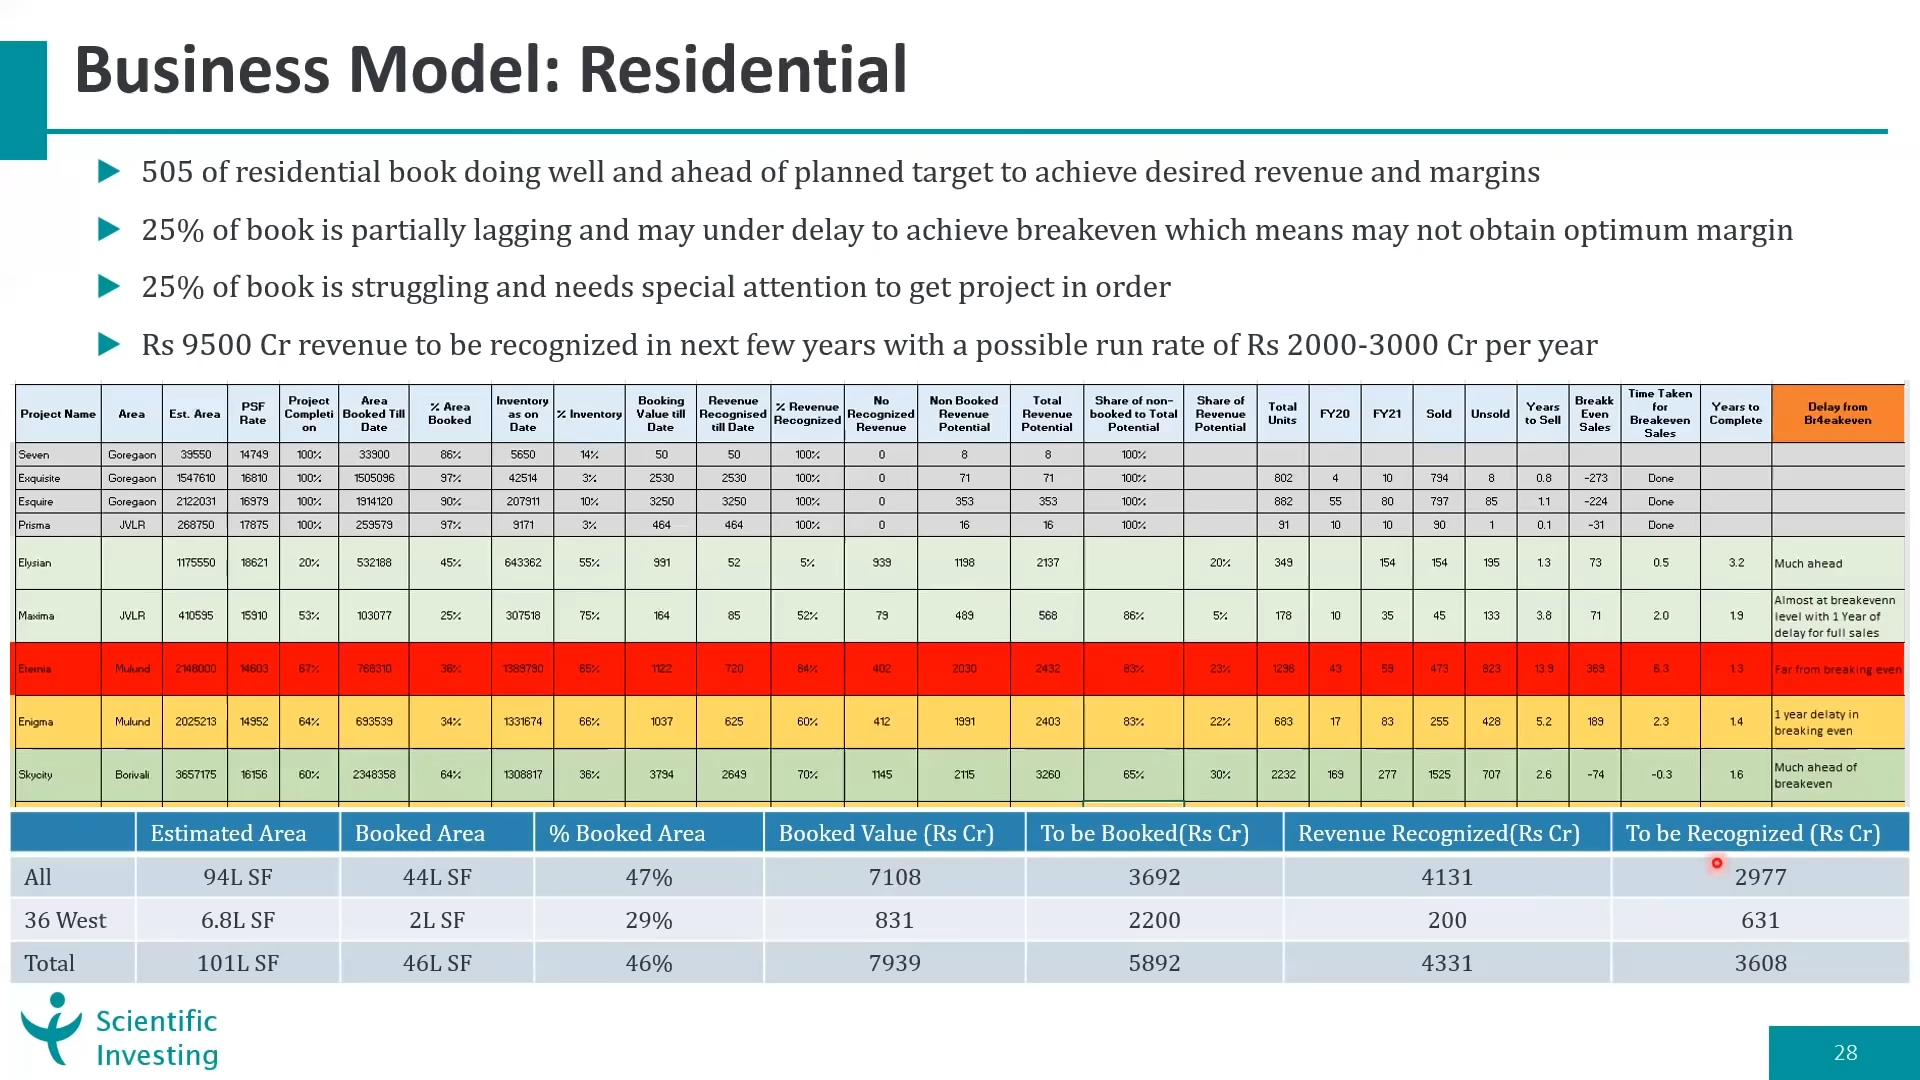 Business Model: Residential
505 of residential book doing well and ahead of planned target to achieve desired revenue and margins
25% of book is partially lagging and may under delay to achieve breakeven which means may not obtain optimum margin
25% of book is struggling and needs special attention to get project in order
Rs 9500 Cr revenue to be recognized in next few years with a possible run rate of Rs 2000-3000 Cr per year
Project Name Area Est. Area PSF Rate Project Completi on Area Booked Till Date % Area Booked Inventory as on Date % Inventory Booking Value till Date Revenue Recognised till Date % Revenue Recognized No Recognized Revenue Non Booked Revenue Potential Total Revenue Potential Share of non-booked to Total Potential Share of Revenue Potential Total Units FY20 FY21 Sold Unsold Years to Sell Breakk Even Sales Time Taken for Breakeven Sales Years to Complete Delay from Br4eakeven
Seven Goregaon 39550 14749 100% 33900 86% 5650 14% 50 50 100% 0 8 8 100%
Exquisite Goregaon 1547610 16810 100% 1505096 97% 42514 3% 2530 2530 100% 0 71 71 100% 802 4 10 794 8 0.8 -273 Done
Esquire Goregaon 2122031 16979 100% 1914120 90% 207911 10% 3250 3250 100% 0 353 353 100% 882 55 80 797 85 1.1 -224 Done
Prisma JVLR 268750 17875 100% 259579 97% 9171 3% 464 464 100% 0 16 16 100% 91 10 10 90 1 0.1 -31 Done
Elysian 1175550 18621 20% 532188 45% 643362 55% 991 52 5% 939 1198 2137 20% 349 154 154 195 1.3 73 0.5 3.2 Much ahead
Maxima JVLR 410595 15910 53% 103077 25% 307518 75% 164 85 52% 79 489 568 86% 5% 178 10 35 45 133 3.8 71 2.0 1.9 Almost at breakevenn level with 1 Year of delay for full sales
Eternia Mulund 2148000 14603 67% 768310 36% 1389790 65% 1122 720 64% 402 2030 2432 83% 23% 1296 43 59 473 823 13.9 369 6.3 1.3 Far from breaking even
Enigma Mulund 2025213 14952 64% 693539 34% 1331674 66% 1037 625 60% 412 1991 2403 83% 22% 683 17 83 255 428 5.2 189 2.3 1.4 1 year delaty in breaking even
Skycity Borivali 3657175 16156 60% 2348358 64% 1308817 36% 3794 2649 70% 1145 2115 3260 65% 30% 2232 169 277 1525 707 2.6 -74 -0.3 1.6 Much ahead of breakeven
Estimated Area Booked Area % Booked Area Booked Value (Rs Cr) To be Booked(Rs Cr) Revenue Recognized(Rs Cr) To be Recognized (Rs Cr)
All 94L SF 44L SF 47% 7108 3692 4131 2977
36 West 6.8L SF 2L SF 29% 831 2200 200 631
Total 101L SF 46L SF 46% 7939 5892 4331 3608
Scientific
Investing
28